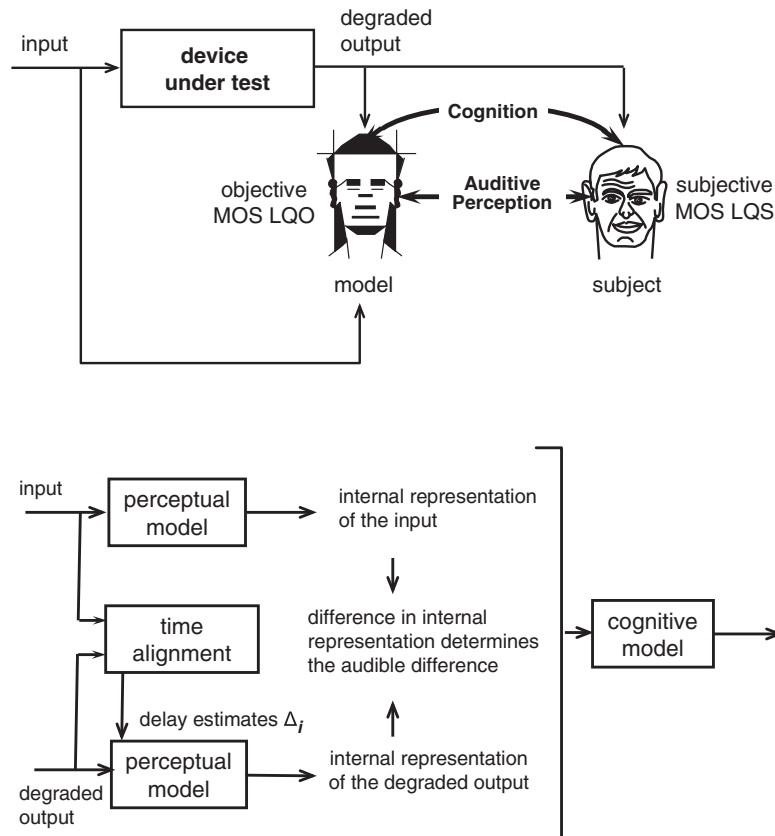 input
device
under test
degraded
output
Cognition
objective
MOS LQO
Auditive
Perception
subjective
MOS LQS
model
subject
input
perceptual
model
internal representation
of the input
time
alignment
difference in internal
representation determines
the audible difference
cognitive
model
delay estimates Δi
degraded
output
perceptual
model
internal representation
of the degraded output